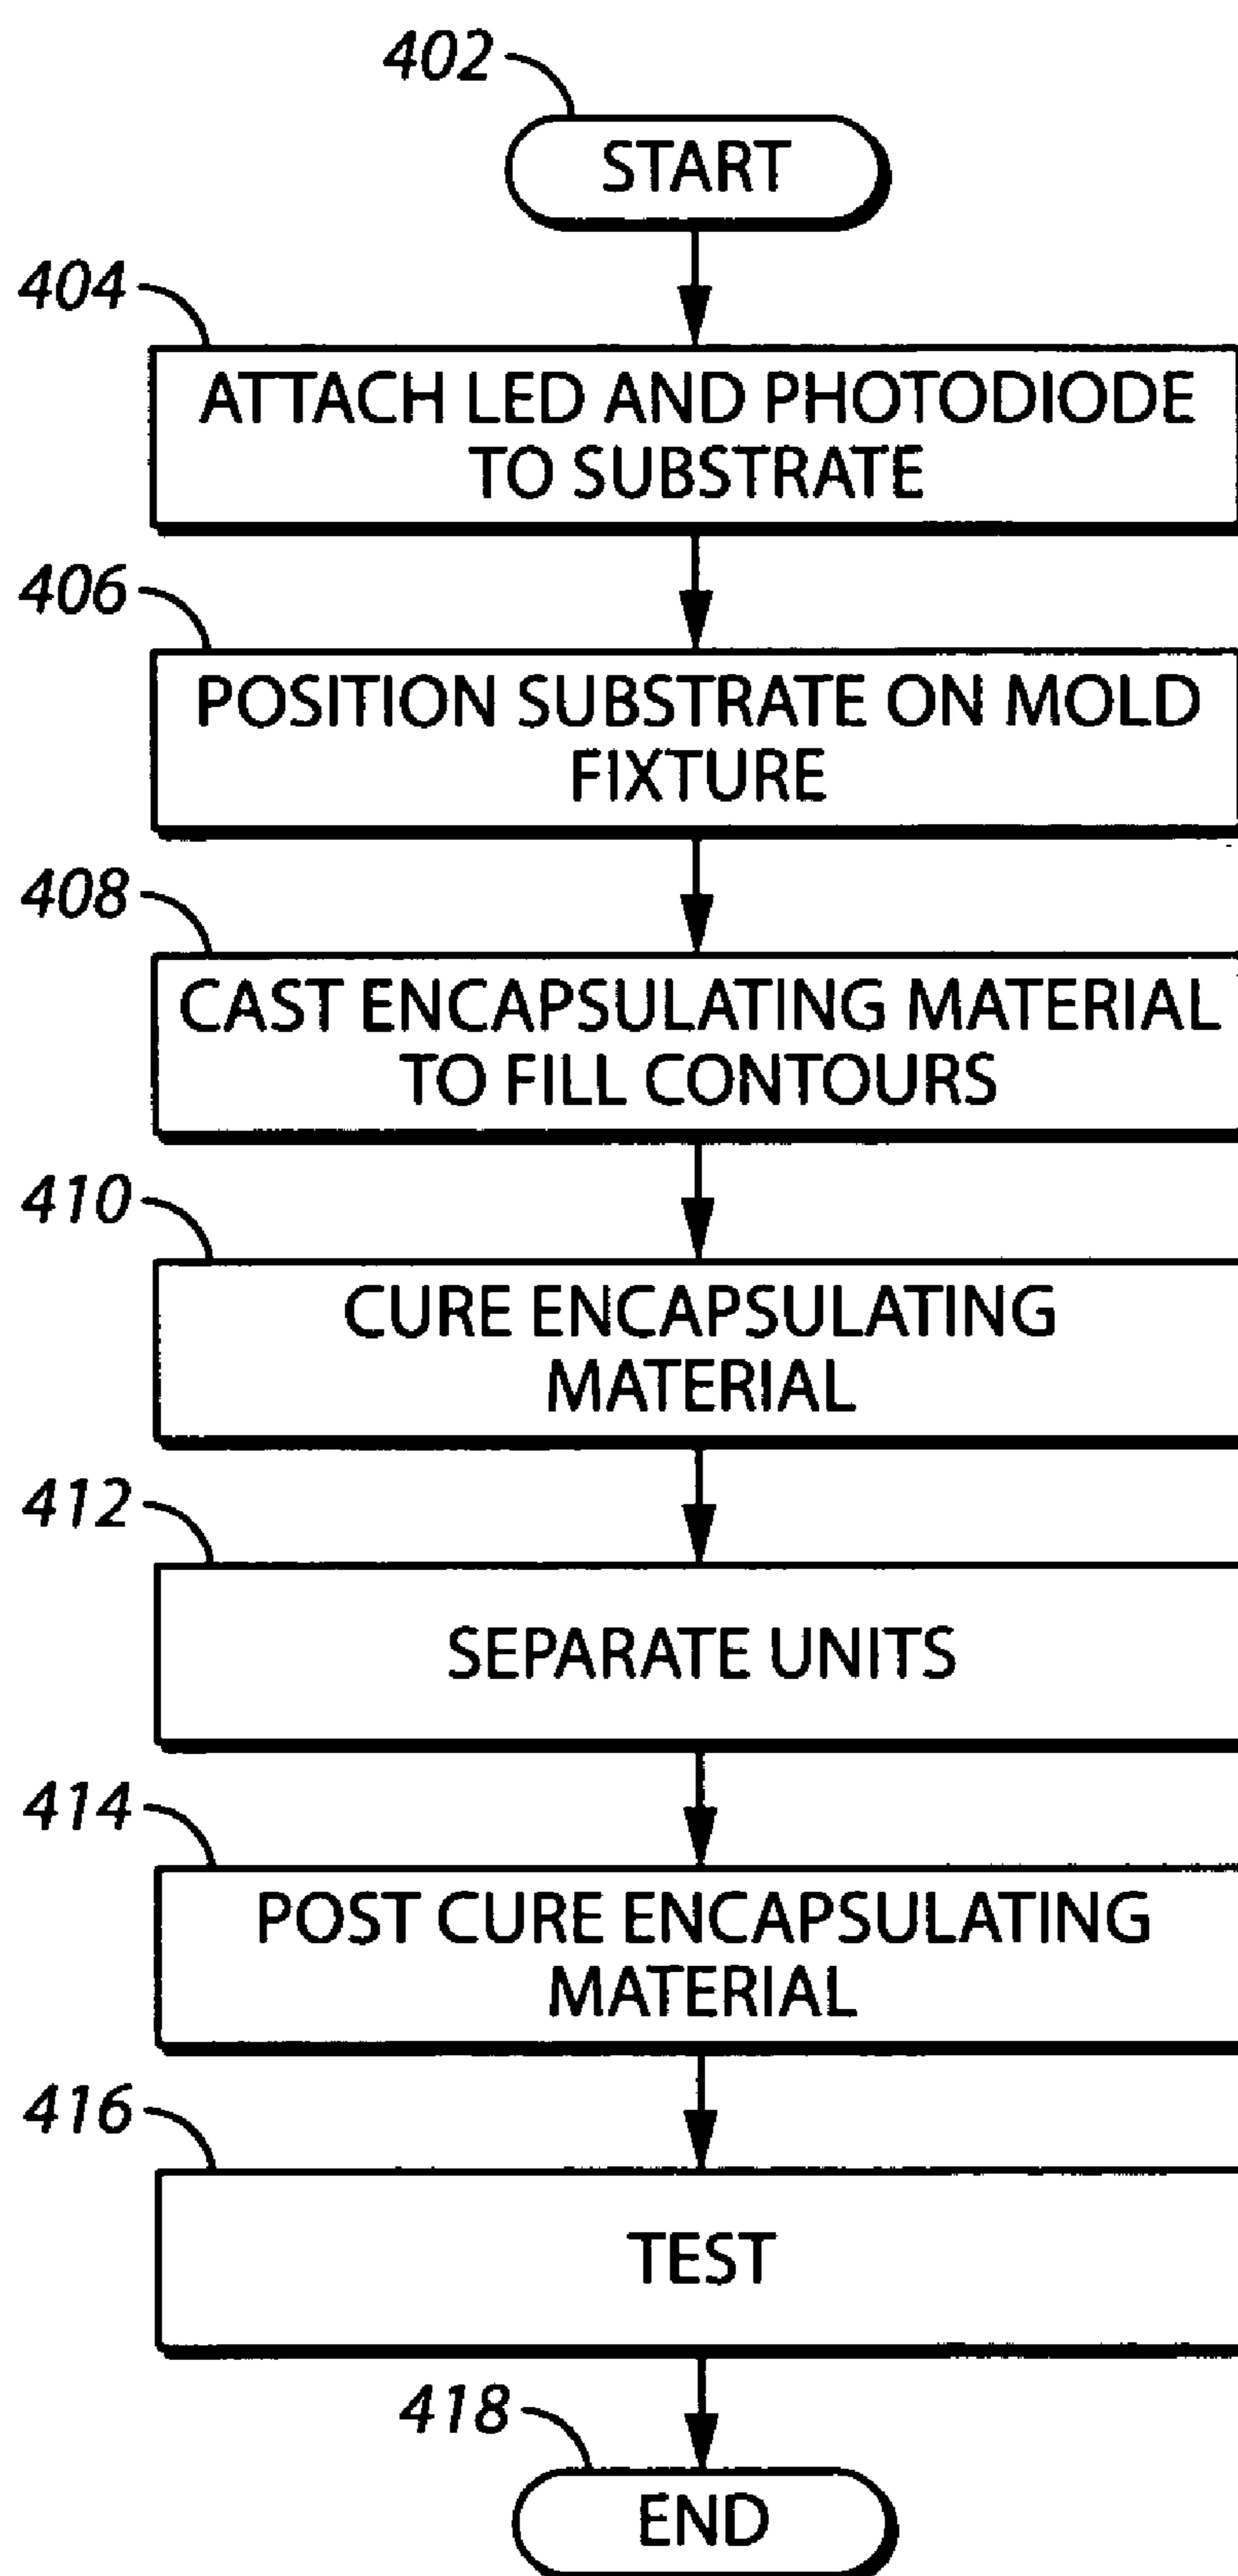 402
START
404
ATTACH LED AND PHOTODIODE
TO SUBSTRATE
406
POSITION SUBSTRATE ON MOLD
FIXTURE
408
CAST ENCAPSULATING MATERIAL
TO FILL CONTOURS
410
CURE ENCAPSULATING
MATERIAL
412
SEPARATE UNITS
414
POST CURE ENCAPSULATING
MATERIAL
416
TEST
418
END